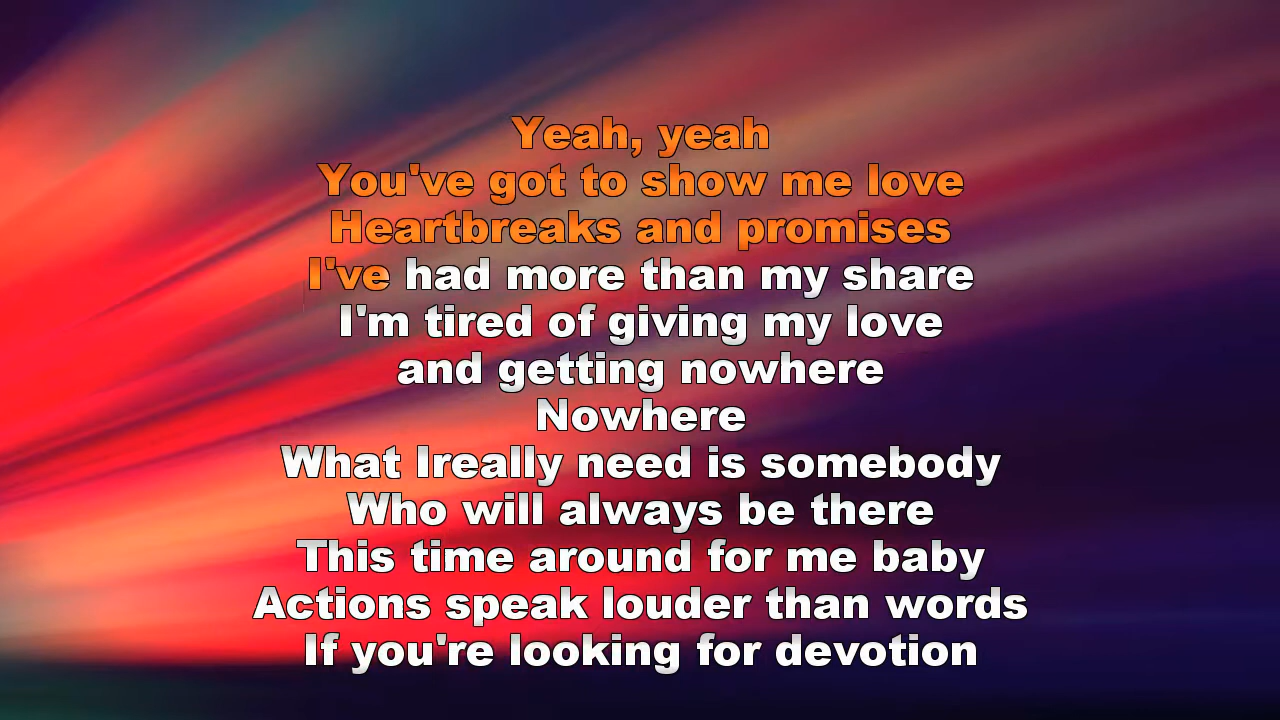 Yeah, yeah
You've got to show me love
Heartbreaks and promises
I've had more than my share
I'm tired of giving my love
and getting nowhere
Nowhere
What Ireally need is somebody
Who will always be there
This time around for me baby
Actions speak louder than words
If you're looking for devotion